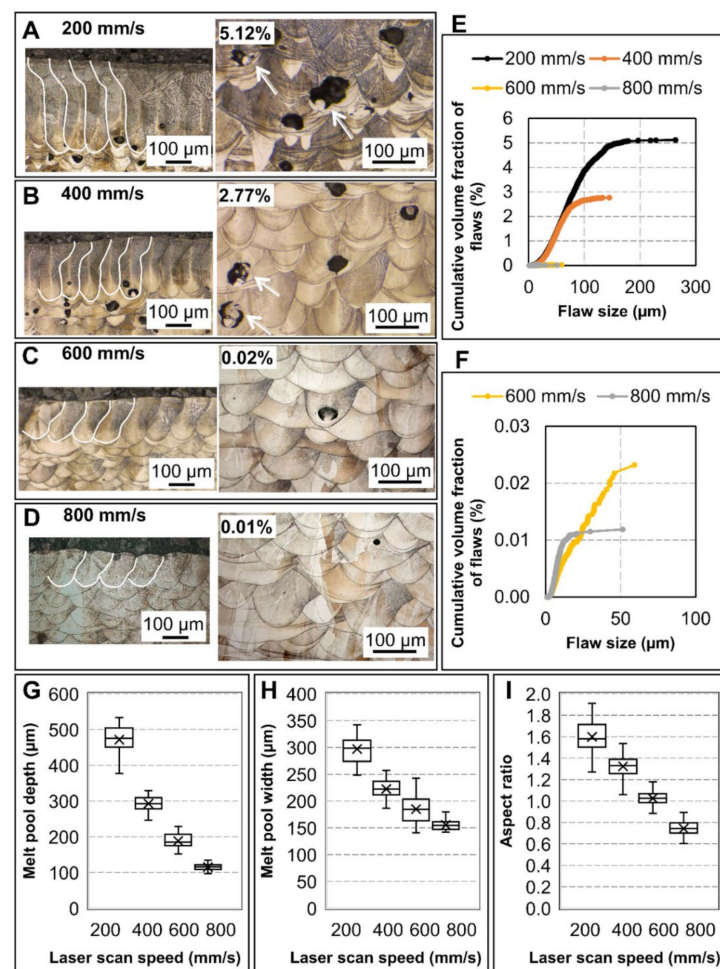 A
200 mm/s
5.12%
100 µm
100 µm
B
400 mm/s
2.77%
100 µm
100 µm
C
600 mm/s
0.02%
100 µm
100 µm
D
800 mm/s
0.01%
100 µm
100 µm
E
200 mm/s
400 mm/s
600 mm/s
800 mm/s
Cumulative volume fraction of
flaws (%)
6
5
4
3
2
1
0
0
100
200
300
Flaw size (µm)
F
600 mm/s
800 mm/s
Cumulative volume fraction
of flaws (%)
0.03
0.02
0.01
0.00
0
50
100
Flaw size (µm)
G
Melt pool depth (µm)
600
500
400
300
200
100
0
200 400 600 800
Laser scan speed (mm/s)
H
Melt pool width (µm)
400
350
300
250
200
150
100
50
0
200 400 600 800
Laser scan speed (mm/s)
I
Aspect ratio
2.0
1.8
1.6
1.4
1.2
1.0
0.8
0.6
0.4
0.2
0.0
200 400 600 800
Laser scan speed (mm/s)